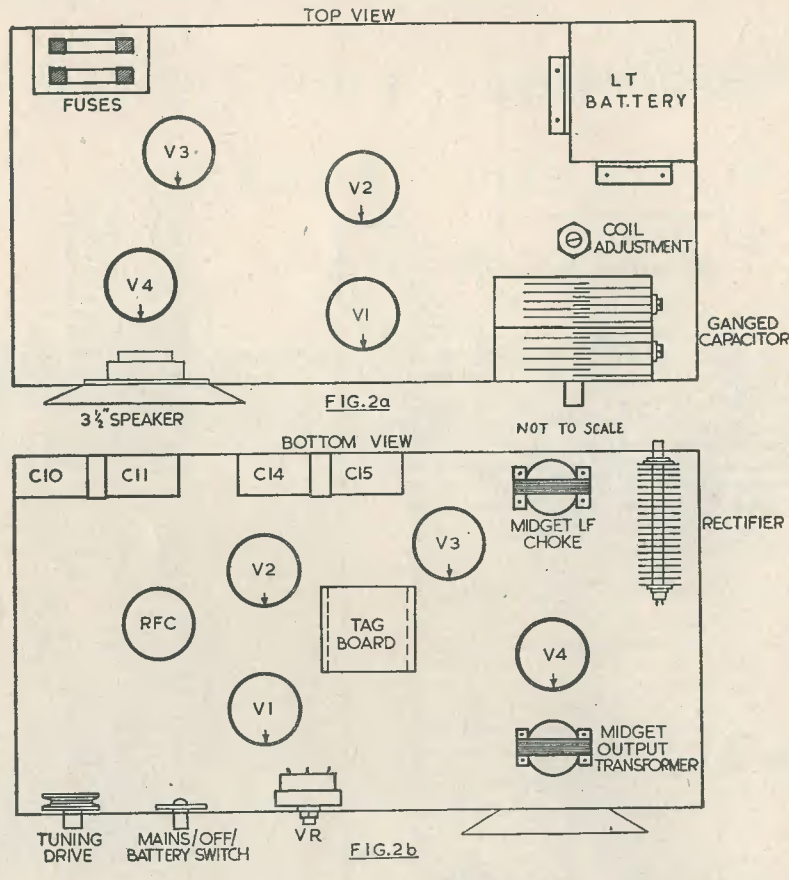 TOP VIEW
FUSES
LT
BATTERY
V3
V2
COIL
ADJUSTMENT
V4
V1
GANGED
CAPACITOR
3½" SPEAKER
FIG.2a
NOT TO SCALE
BOTTOM VIEW
C10
C11
C14
C15
MIDGET LF
CHOKE
RECTIFIER
V3
V2
RFC
TAG
BOARD
V4
V1
MIDGET
OUTPUT
TRANSFORMER
TUNING
DRIVE
MAINS/OFF/
BATTERY SWITCH
VR
FIG.2b